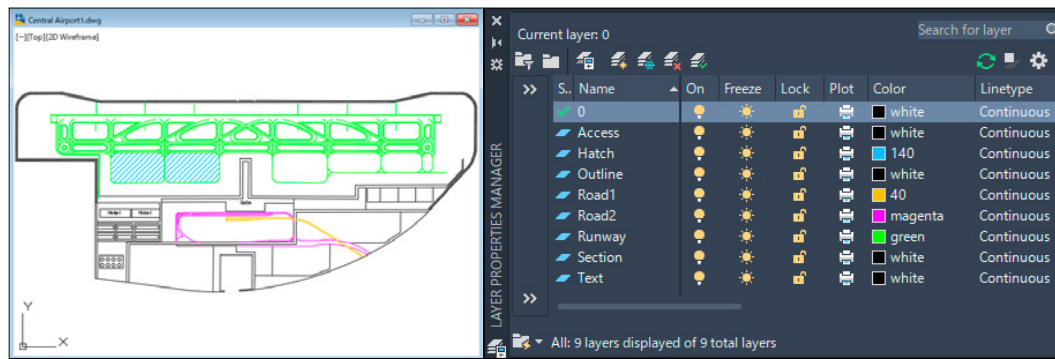 Central Airport1.dwg
[−][Top][2D Wireframe]
Gate
Hotel Hotel
Y
X
LAYER PROPERTIES MANAGER
Current layer: 0
Search for layer
S.. Name On Freeze Lock Plot Color Linetype
0 white Continuous
Access white Continuous
Hatch 140 Continuous
Outline white Continuous
Road1 40 Continuous
Road2 magenta Continuous
Runway green Continuous
Section white Continuous
Text white Continuous
All: 9 layers displayed of 9 total layers